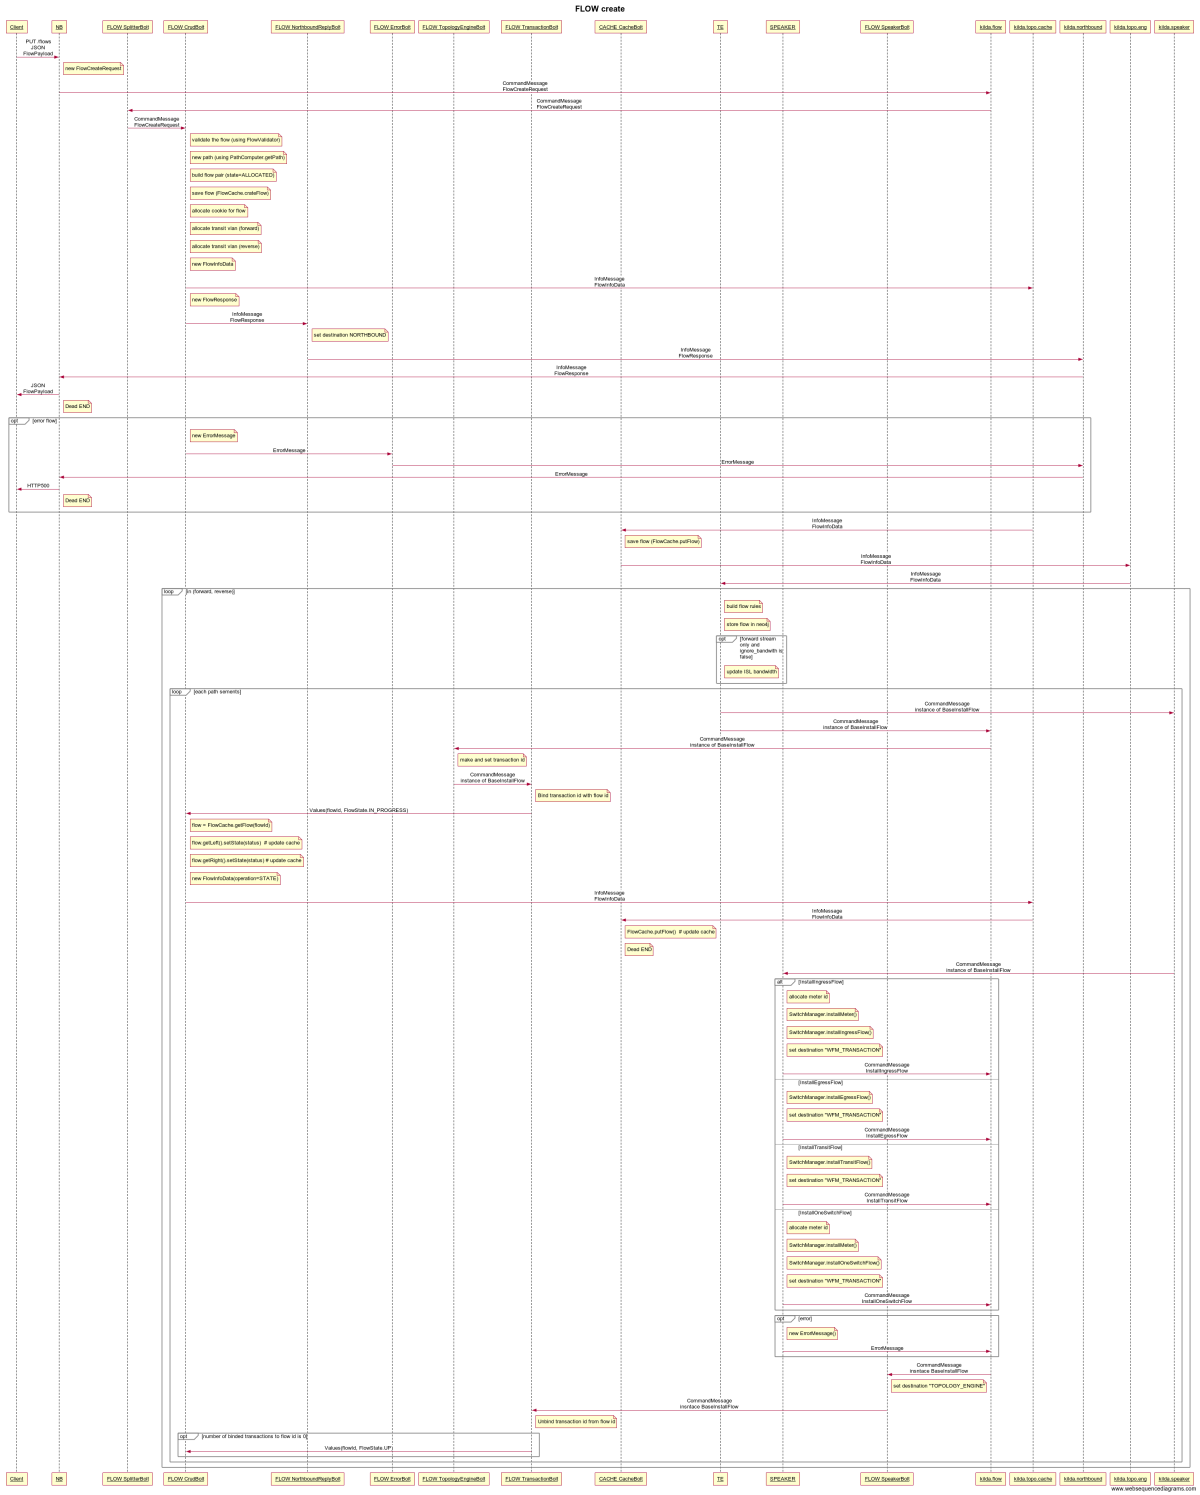 FLOW create
Client
NB
FLOW SplitterBolt
FLOW CrudBolt
FLOW NorthboundReplyBolt
FLOW ErrorBolt
FLOW TopologyEngineBolt
FLOW TransactionBolt
CACHE CacheBolt
TE
SPEAKER
FLOW SpeakerBolt
kilda.flow
kilda.topo.cache
kilda.northbound
kilda.topo.eng
kilda.speaker
PUT /flows
JSON
FlowPayload
new FlowCreateRequest
CommandMessage
FlowCreateRequest
CommandMessage
FlowCreateRequest
CommandMessage
FlowCreateRequest
validate the flow (using FlowValidator)
new path (using PathComputer.getPath)
build flow pair (state=ALLOCATED)
save flow (FlowCache.crateFlow)
allocate cookie for flow
allocate transit vlan (forward)
allocate transit vlan (reverse)
new FlowInfoData
InfoMessage
FlowInfoData
new FlowResponse
InfoMessage
FlowResponse
set destination NORTHBOUND
InfoMessage
FlowResponse
InfoMessage
FlowResponse
JSON
FlowPayload
Dead END
opt
[error flow]
new ErrorMessage
ErrorMessage
ErrorMessage
ErrorMessage
HTTP500
Dead END
InfoMessage
FlowInfoData
save flow (FlowCache.putFlow)
InfoMessage
FlowInfoData
InfoMessage
FlowInfoData
loop
[in (forward, reverse)]
build flow rules
store flow in neo4j
opt
[forward stream
only and
ignore_bandwith is
false]
update ISL bandwidth
loop
[each path sements]
CommandMessage
instance of BaseInstallFlow
CommandMessage
instance of BaseInstallFlow
CommandMessage
instance of BaseInstallFlow
make and set transaction id
CommandMessage
instance of BaseInstallFlow
Bind transaction id with flow id
Values(flowId, FlowState.IN_PROGRESS)
flow = FlowCache.getFlow(flowId)
flow.getLeft().setState(status) # update cache
flow.getRight().setState(status) # update cache
new FlowInfoData(operation=STATE)
InfoMessage
FlowInfoData
InfoMessage
FlowInfoData
FlowCache.putFlow() # update cache
Dead END
CommandMessage
instance of BaseInstallFlow
alt
[InstallIngressFlow]
allocate meter id
SwitchManager.installMeter()
SwitchManager.installIngressFlow()
set destination "WFM_TRANSACTION"
CommandMessage
InstallIngressFlow
[InstallEgressFlow]
SwitchManager.installEgressFlow()
set destination "WFM_TRANSACTION"
CommandMessage
InstallEgressFlow
[InstallTransitFlow]
SwitchManager.installTransitFlow()
set destination "WFM_TRANSACTION"
CommandMessage
InstallTransitFlow
[InstallOneSwitchFlow]
allocate meter id
SwitchManager.installMeter()
SwitchManager.installOneSwitchFlow()
set destination "WFM_TRANSACTION"
CommandMessage
InstallOneSwitchFlow
opt
[error]
new ErrorMessage()
ErrorMessage
CommandMessage
insntace BaseInstallFlow
set destination "TOPOLOGY_ENGINE"
CommandMessage
insntace BaseInstallFlow
Unbind transaction id from flow id
opt
[number of binded transactions to flow id is 0]
Values(flowId, FlowState.UP)
Client
NB
FLOW SplitterBolt
FLOW CrudBolt
FLOW NorthboundReplyBolt
FLOW ErrorBolt
FLOW TopologyEngineBolt
FLOW TransactionBolt
CACHE CacheBolt
TE
SPEAKER
FLOW SpeakerBolt
kilda.flow
kilda.topo.cache
kilda.northbound
kilda.topo.eng
kilda.speaker
www.websequencediagrams.com